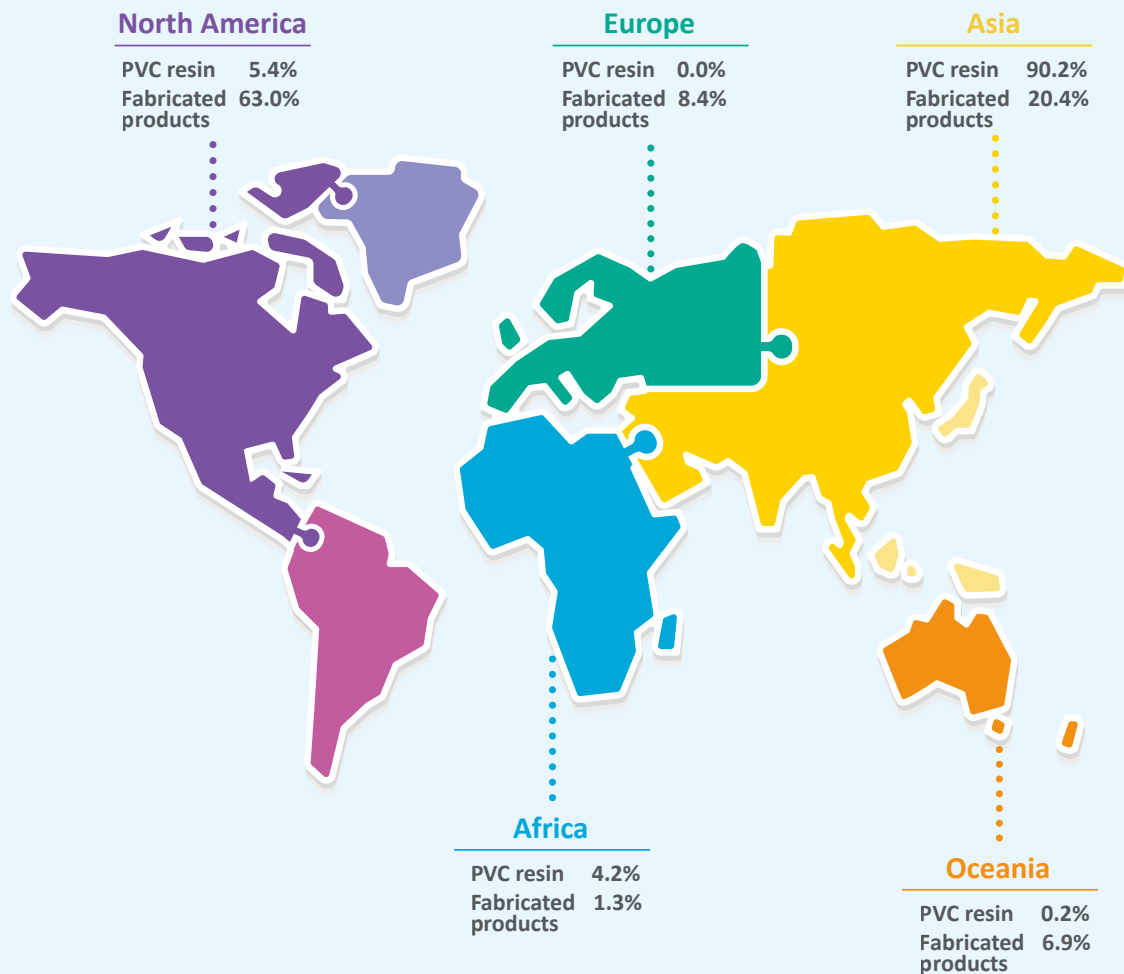 North America
PVC resin 5.4%
Fabricated 63.0%
products
Europe
PVC resin 0.0%
Fabricated 8.4%
products
Asia
PVC resin 90.2%
Fabricated 20.4%
products
Africa
PVC resin 4.2%
Fabricated 1.3%
products
Oceania
PVC resin 0.2%
Fabricated 6.9%
products